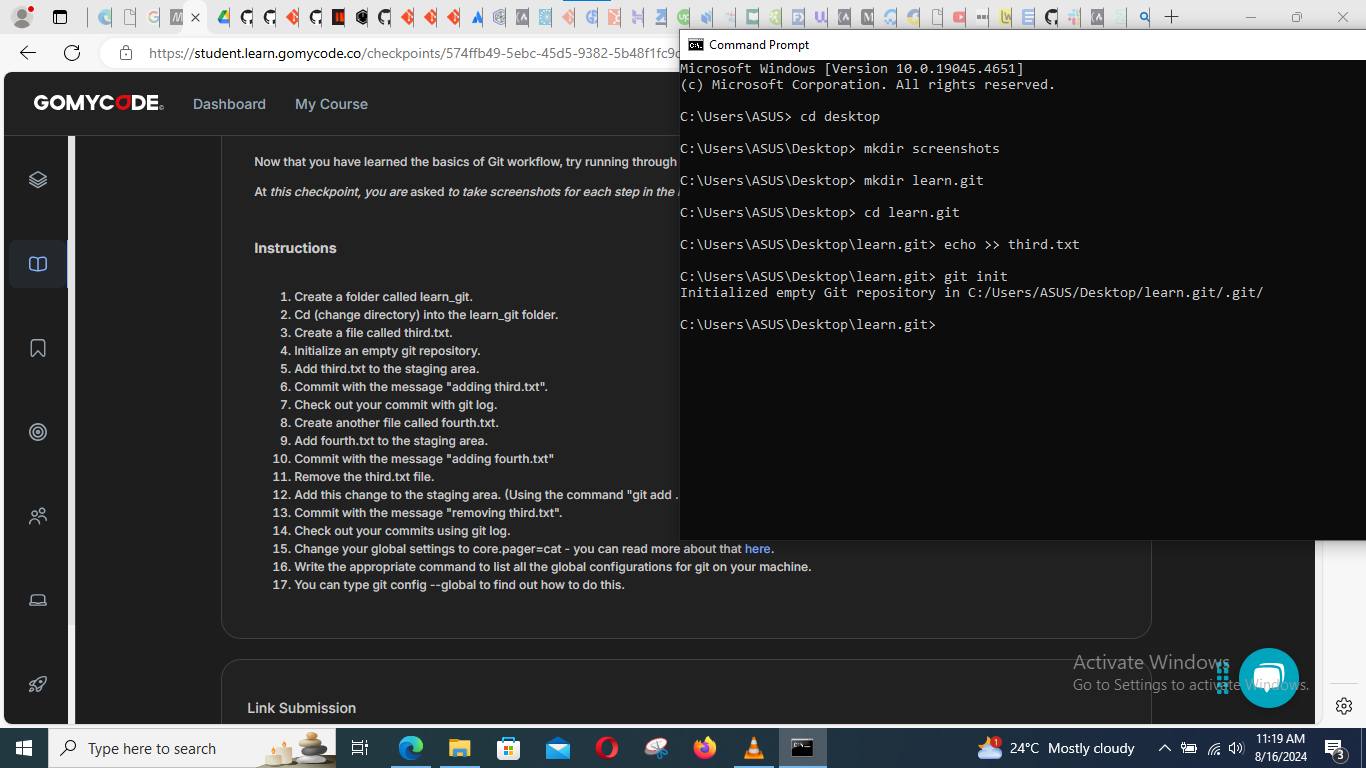 https://student.learn.gomycode.co/checkpoints/574ffb49-5ebc-45d5-9382-5b48f1fc9
GOMYCODE
Dashboard
My Course
Now that you have learned the basics of Git workflow, try running through
At this checkpoint, you are asked to take screenshots for each step in the
Instructions
1. Create a folder called learn_git.
2. Cd (change directory) into the learn_git folder.
3. Create a file called third.txt.
4. Initialize an empty git repository.
5. Add third.txt to the staging area.
6. Commit with the message "adding third.txt".
7. Check out your commit with git log.
8. Create another file called fourth.txt.
9. Add fourth.txt to the staging area.
10. Commit with the message "adding fourth.txt"
11. Remove the third.txt file.
12. Add this change to the staging area. (Using the command "git add .
13. Commit with the message "removing third.txt".
14. Check out your commits using git log.
15. Change your global settings to core.pager=cat - you can read more about that here.
16. Write the appropriate command to list all the global configurations for git on your machine.
17. You can type git config --global to find out how to do this.
Link Submission
Command Prompt
Microsoft Windows [Version 10.0.19045.4651]
(c) Microsoft Corporation. All rights reserved.
C:\Users\ASUS> cd desktop
C:\Users\ASUS\Desktop> mkdir screenshots
C:\Users\ASUS\Desktop> mkdir learn.git
C:\Users\ASUS\Desktop> cd learn.git
C:\Users\ASUS\Desktop\learn.git> echo >> third.txt
C:\Users\ASUS\Desktop\learn.git> git init
Initialized empty Git repository in C:/Users/ASUS/Desktop/learn.git/.git/
C:\Users\ASUS\Desktop\learn.git>
Activate Windows
Go to Settings to activate Windows.
Type here to search
1
24°C Mostly cloudy
11:19 AM
8/16/2024
3